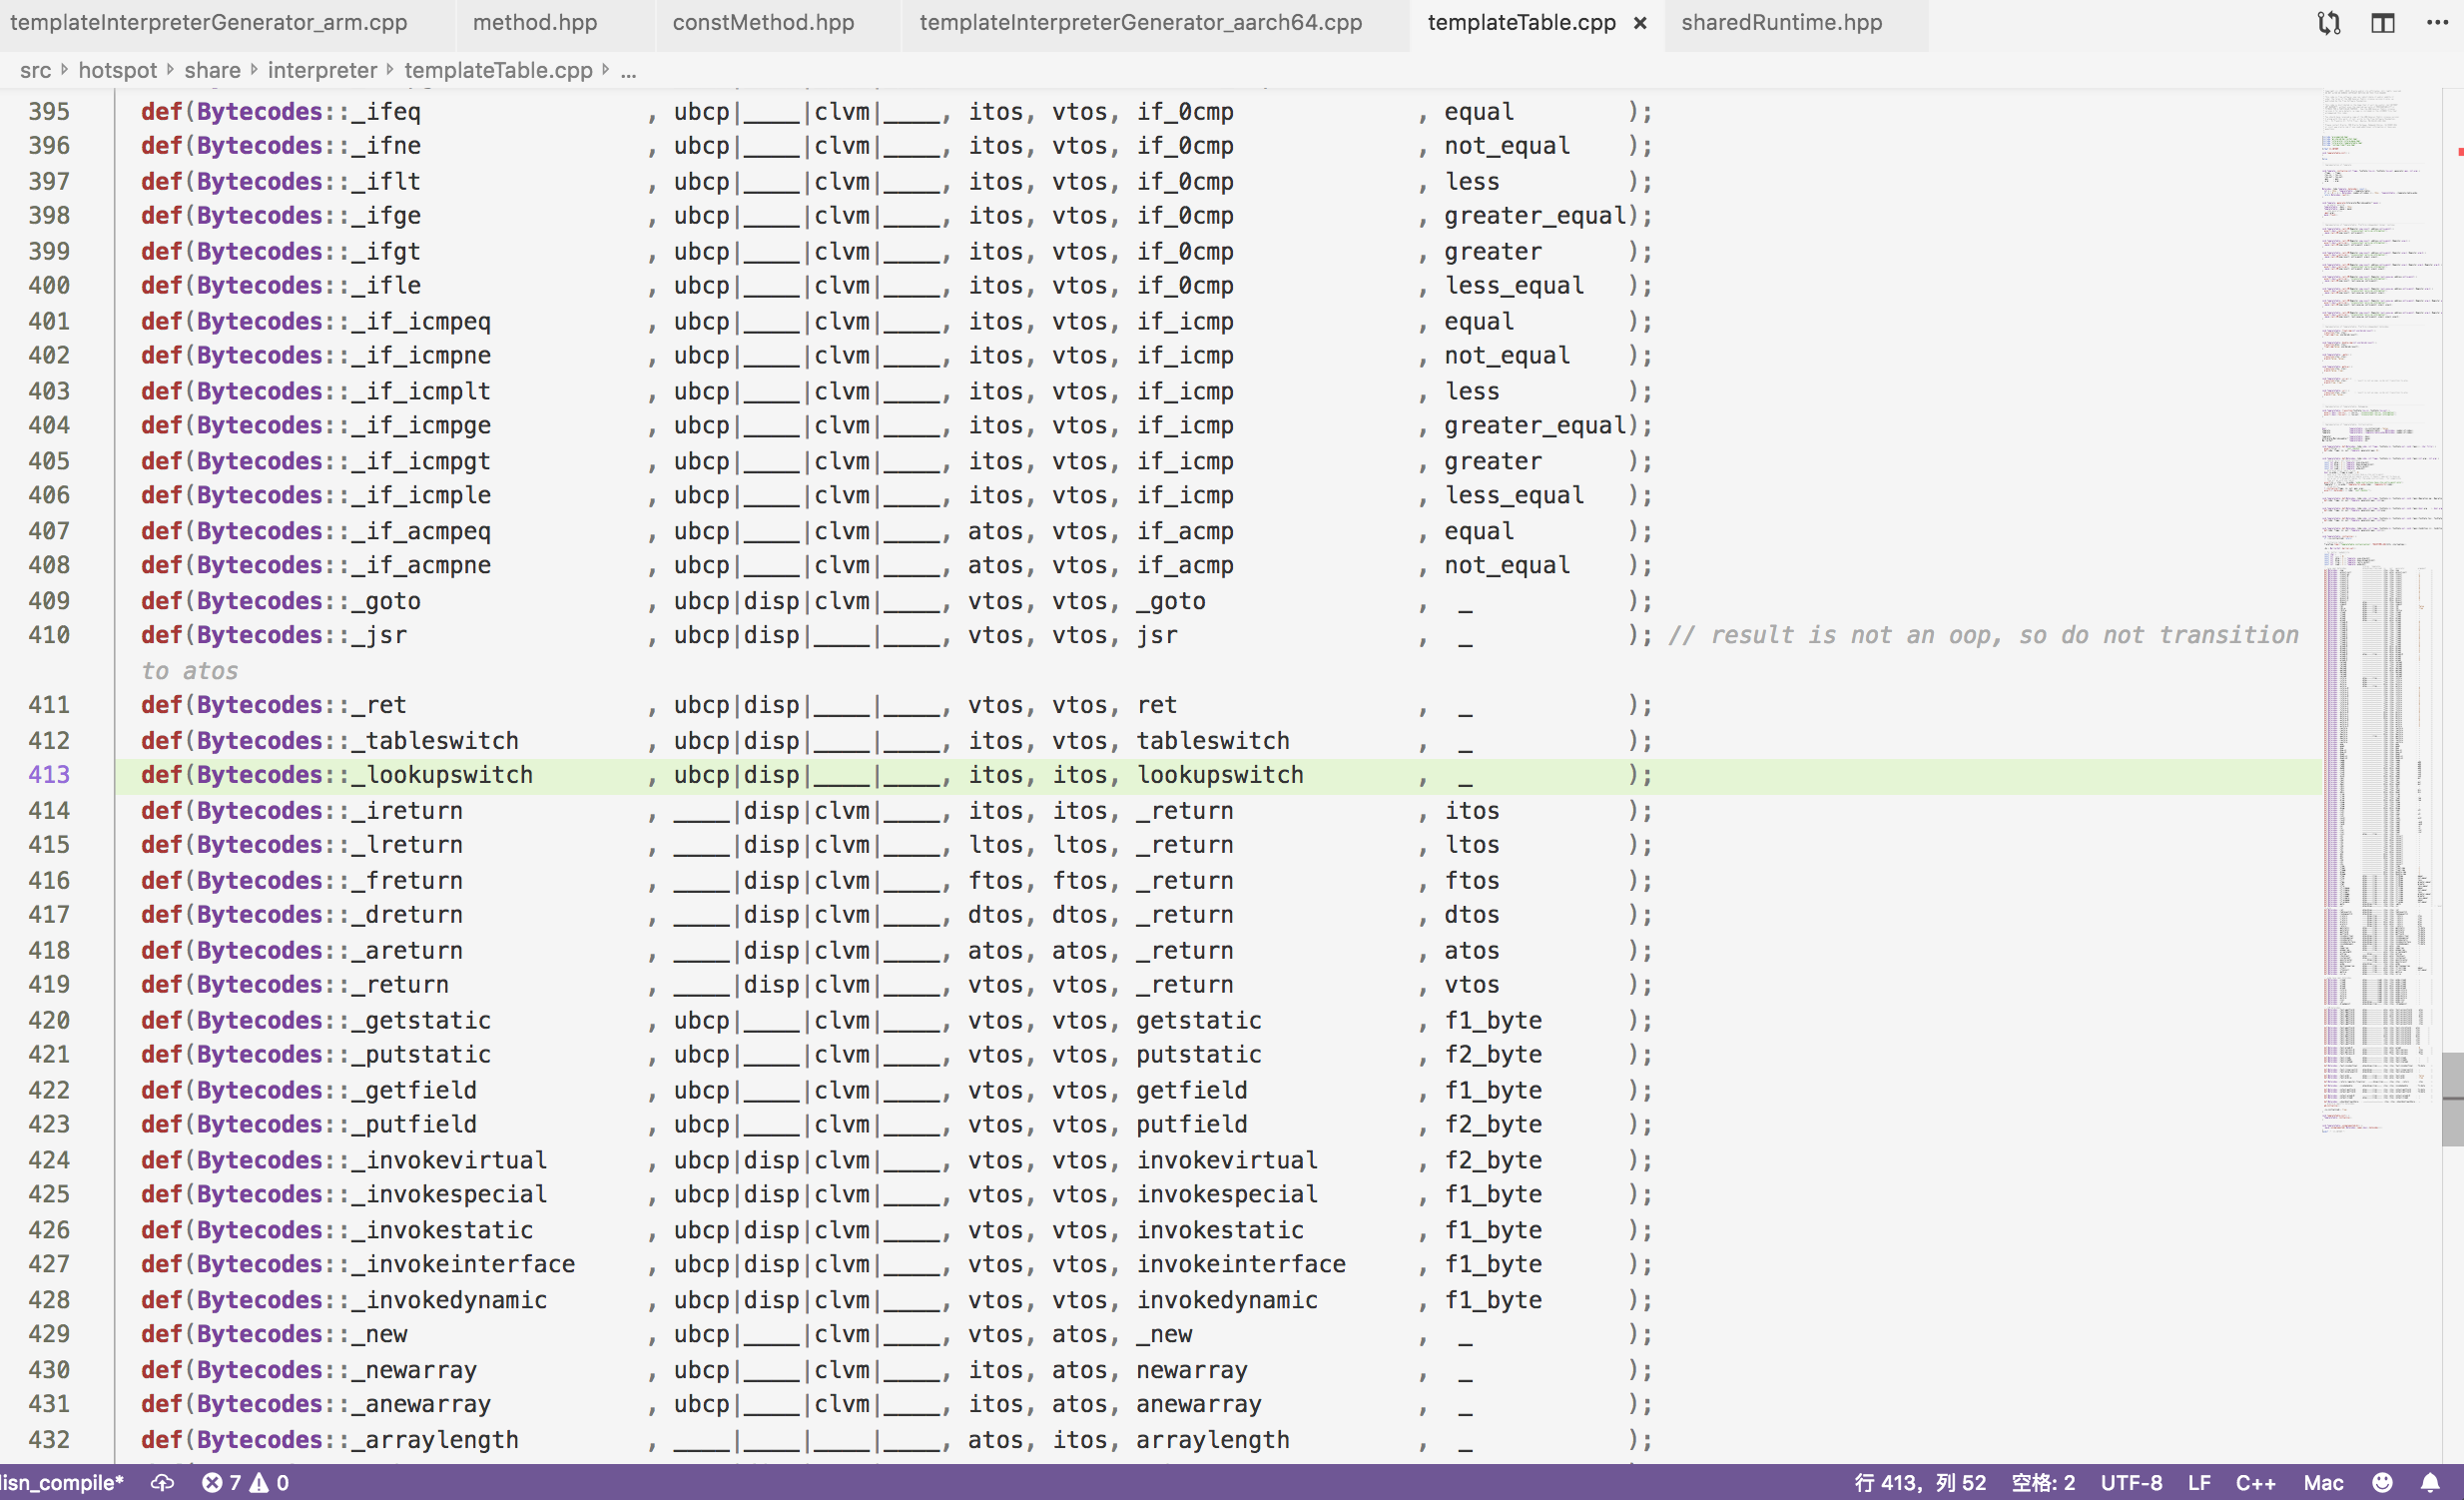 templateInterpreterGenerator_arm.cpp method.hpp constMethod.hpp templateInterpreterGenerator_aarch64.cpp templateTable.cpp × sharedRuntime.hpp
src hotspot share interpreter templateTable.cpp ...
395 def(Bytecodes::_ifeq , ubcp|____|clvm|____, itos, vtos, if_0cmp , equal );
396 def(Bytecodes::_ifne , ubcp|____|clvm|____, itos, vtos, if_0cmp , not_equal );
397 def(Bytecodes::_iflt , ubcp|____|clvm|____, itos, vtos, if_0cmp , less );
398 def(Bytecodes::_ifge , ubcp|____|clvm|____, itos, vtos, if_0cmp , greater_equal);
399 def(Bytecodes::_ifgt , ubcp|____|clvm|____, itos, vtos, if_0cmp , greater );
400 def(Bytecodes::_ifle , ubcp|____|clvm|____, itos, vtos, if_0cmp , less_equal );
401 def(Bytecodes::_if_icmpeq , ubcp|____|clvm|____, itos, vtos, if_icmp , equal );
402 def(Bytecodes::_if_icmpne , ubcp|____|clvm|____, itos, vtos, if_icmp , not_equal );
403 def(Bytecodes::_if_icmplt , ubcp|____|clvm|____, itos, vtos, if_icmp , less );
404 def(Bytecodes::_if_icmpge , ubcp|____|clvm|____, itos, vtos, if_icmp , greater_equal);
405 def(Bytecodes::_if_icmpgt , ubcp|____|clvm|____, itos, vtos, if_icmp , greater );
406 def(Bytecodes::_if_icmple , ubcp|____|clvm|____, itos, vtos, if_icmp , less_equal );
407 def(Bytecodes::_if_acmpeq , ubcp|____|clvm|____, atos, vtos, if_acmp , equal );
408 def(Bytecodes::_if_acmpne , ubcp|____|clvm|____, atos, vtos, if_acmp , not_equal );
409 def(Bytecodes::_goto , ubcp|disp|clvm|____, vtos, vtos, _goto , _ );
410 def(Bytecodes::_jsr , ubcp|disp|____|____, vtos, vtos, jsr , _ ); // result is not an oop, so do not transition
to atos
411 def(Bytecodes::_ret , ubcp|disp|____|____, vtos, vtos, ret , _ );
412 def(Bytecodes::_tableswitch , ubcp|disp|____|____, itos, vtos, tableswitch , _ );
413 def(Bytecodes::_lookupswitch , ubcp|disp|____|____, itos, itos, lookupswitch , _ );
414 def(Bytecodes::_ireturn , ____|disp|clvm|____, itos, itos, _return , itos );
415 def(Bytecodes::_lreturn , ____|disp|clvm|____, ltos, ltos, _return , ltos );
416 def(Bytecodes::_freturn , ____|disp|clvm|____, ftos, ftos, _return , ftos );
417 def(Bytecodes::_dreturn , ____|disp|clvm|____, dtos, dtos, _return , dtos );
418 def(Bytecodes::_areturn , ____|disp|clvm|____, atos, atos, _return , atos );
419 def(Bytecodes::_return , ____|disp|clvm|____, vtos, vtos, _return , vtos );
420 def(Bytecodes::_getstatic , ubcp|____|clvm|____, vtos, vtos, getstatic , f1_byte );
421 def(Bytecodes::_putstatic , ubcp|____|clvm|____, vtos, vtos, putstatic , f2_byte );
422 def(Bytecodes::_getfield , ubcp|____|clvm|____, vtos, vtos, getfield , f1_byte );
423 def(Bytecodes::_putfield , ubcp|____|clvm|____, vtos, vtos, putfield , f2_byte );
424 def(Bytecodes::_invokevirtual , ubcp|disp|clvm|____, vtos, vtos, invokevirtual , f2_byte );
425 def(Bytecodes::_invokespecial , ubcp|disp|clvm|____, vtos, vtos, invokespecial , f1_byte );
426 def(Bytecodes::_invokestatic , ubcp|disp|clvm|____, vtos, vtos, invokestatic , f1_byte );
427 def(Bytecodes::_invokeinterface , ubcp|disp|clvm|____, vtos, vtos, invokeinterface , f1_byte );
428 def(Bytecodes::_invokedynamic , ubcp|disp|clvm|____, vtos, vtos, invokedynamic , f1_byte );
429 def(Bytecodes::_new , ubcp|____|clvm|____, vtos, atos, _new , _ );
430 def(Bytecodes::_newarray , ubcp|____|clvm|____, itos, atos, newarray , _ );
431 def(Bytecodes::_anewarray , ubcp|____|clvm|____, itos, atos, anewarray , _ );
432 def(Bytecodes::_arraylength , ____|____|____|____, atos, itos, arraylength , _ );
lisn_compile* 7 0 行 413, 列 52 空格: 2 UTF-8 LF C++ Mac